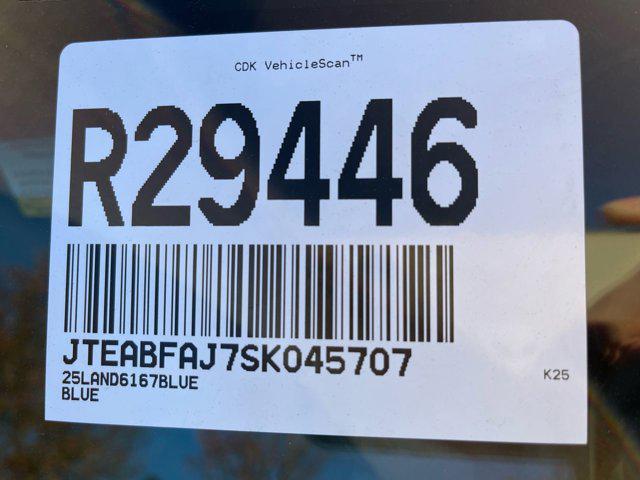 CDK VehicleScan™
R29446
JTEABFAJ7SK045707
25LAND6167BLUE
BLUE
K25